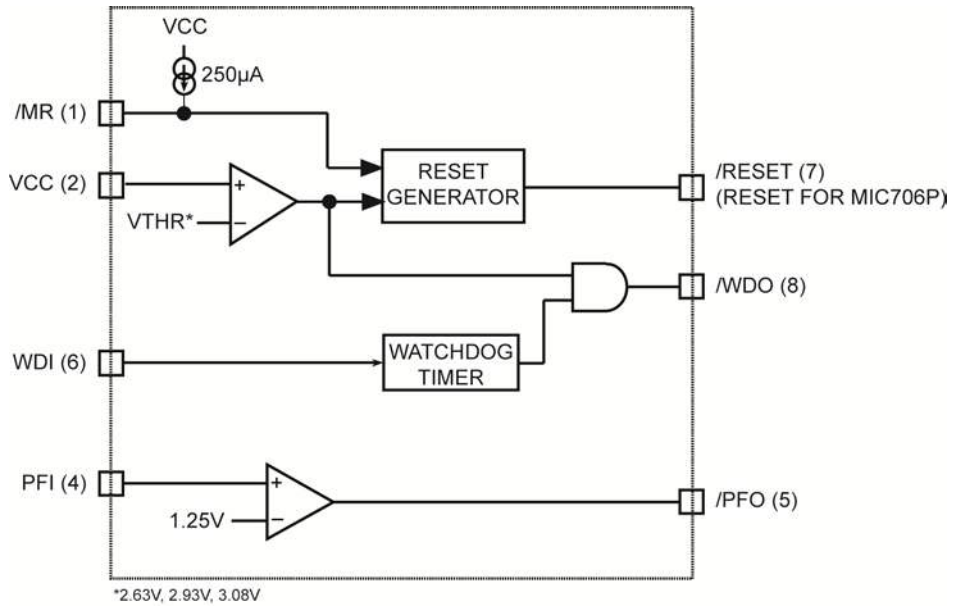 VCC
250µA
/MR (1)
VCC (2)
+
VTHR*
−
RESET
GENERATOR
/RESET (7)
(RESET FOR MIC706P)
/WDO (8)
WDI (6)
WATCHDOG
TIMER
PFI (4)
+
1.25V
−
/PFO (5)
*2.63V, 2.93V, 3.08V